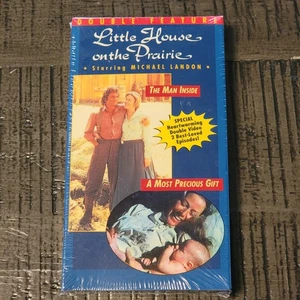 DOUBLE FEATURE
Little House
on the Prairie
• Starring MICHAEL LANDON •
THE MAN INSIDE
SPECIAL
Heartwarming
Double Video
2 Best-Loved
Episodes!
A MOST PRECIOUS GIFT